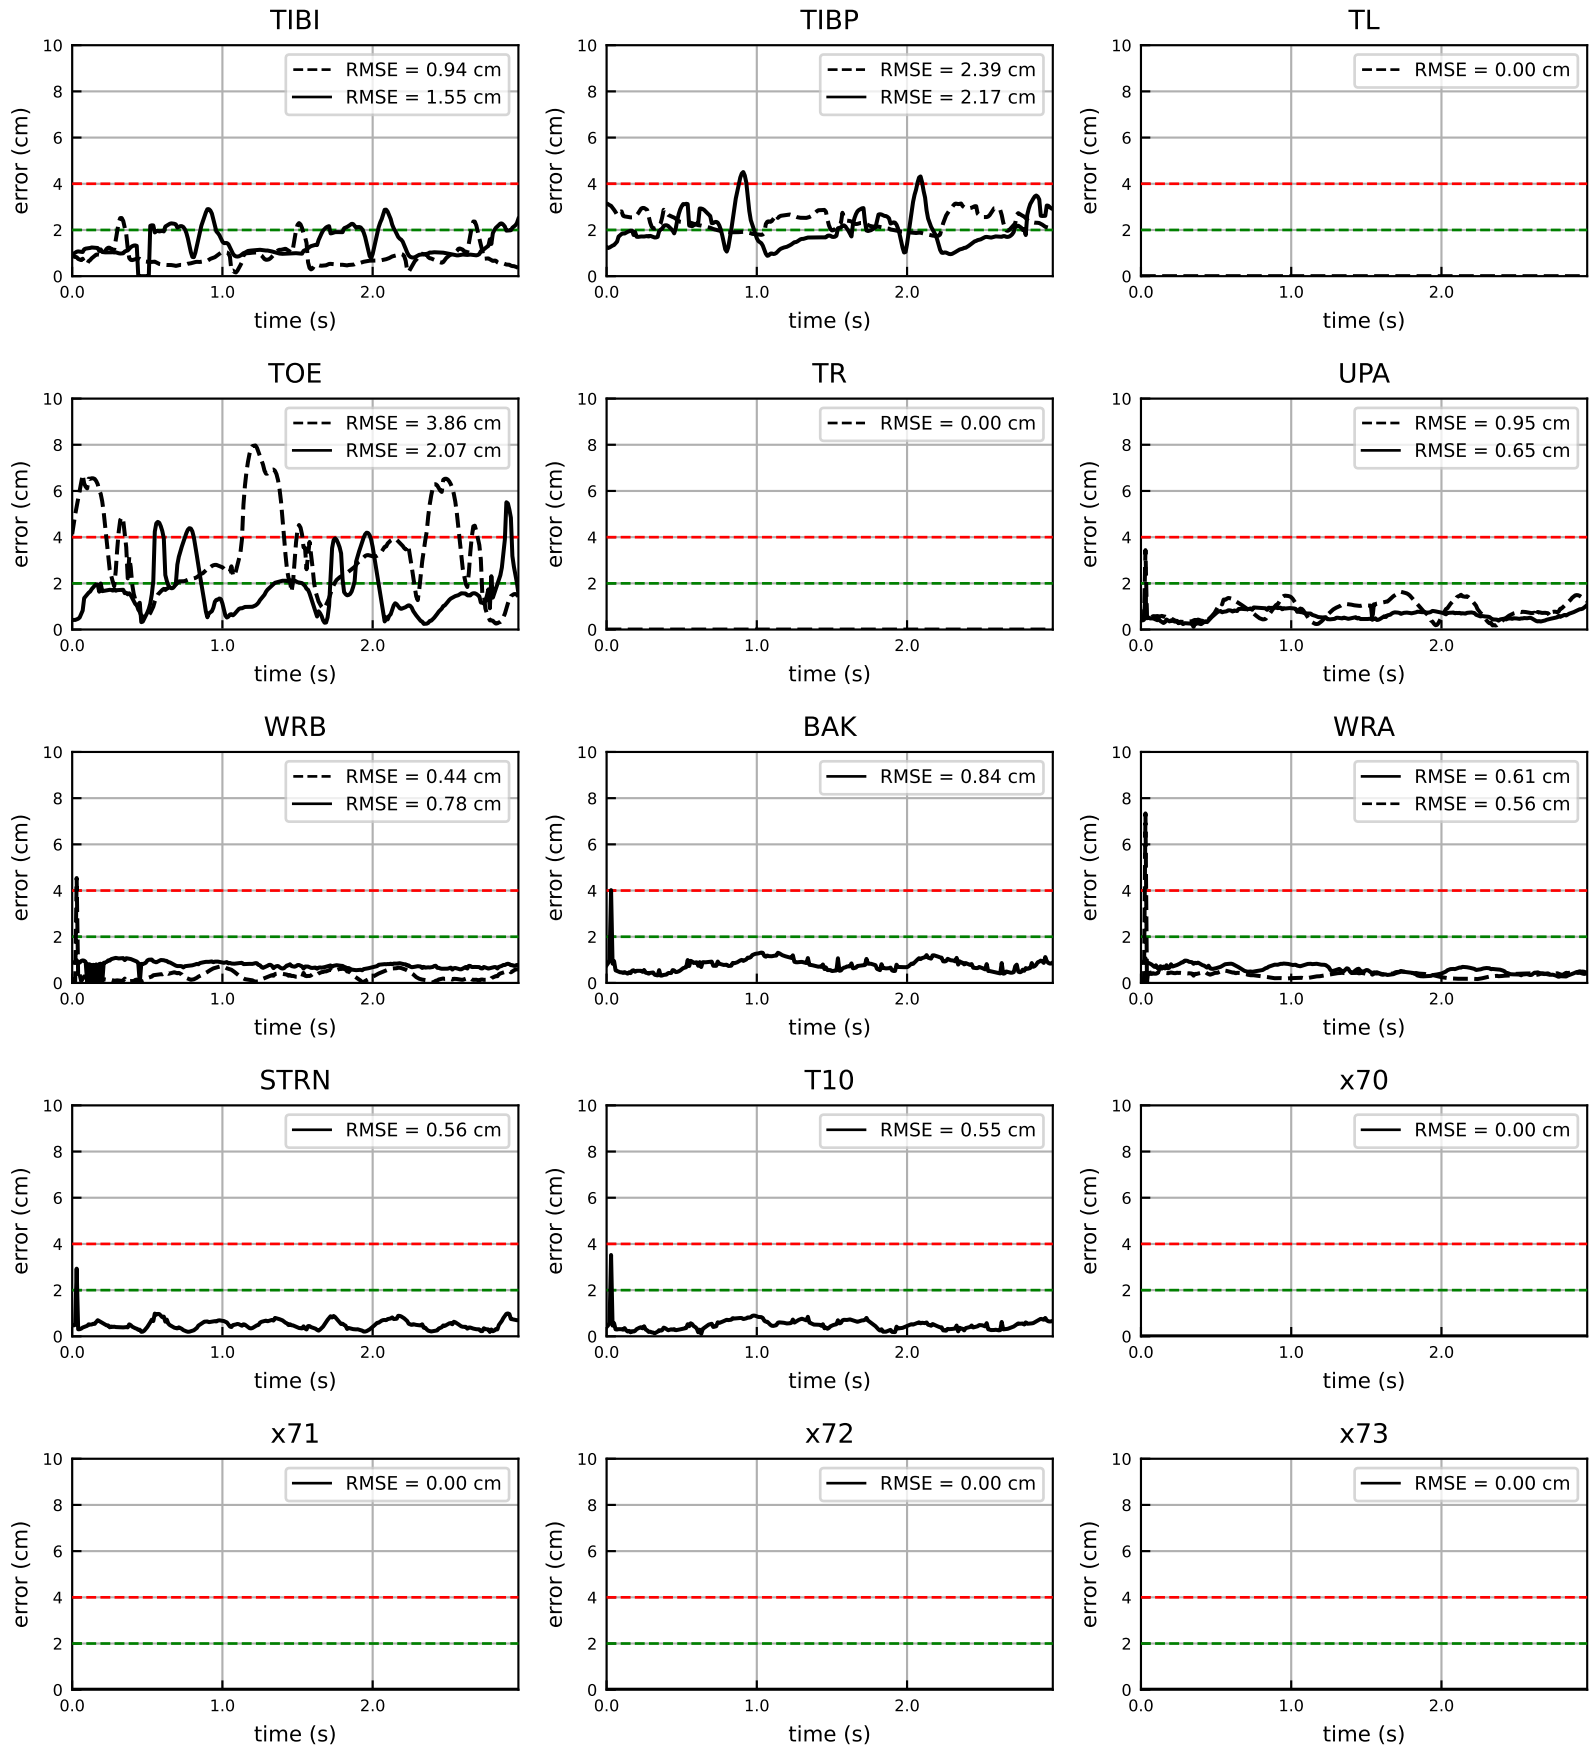 TIBI
TIBP
TL
RMSE = 0.94 cm
RMSE = 1.55 cm
RMSE = 2.39 cm
RMSE = 2.17 cm
RMSE = 0.00 cm
10
8
6
4
2
0
error (cm)
0.0 1.0 2.0
time (s)
10
8
6
4
2
0
error (cm)
0.0 1.0 2.0
time (s)
10
8
6
4
2
0
error (cm)
0.0 1.0 2.0
time (s)
TOE
TR
UPA
RMSE = 3.86 cm
RMSE = 2.07 cm
RMSE = 0.00 cm
RMSE = 0.95 cm
RMSE = 0.65 cm
10
8
6
4
2
0
error (cm)
0.0 1.0 2.0
time (s)
10
8
6
4
2
0
error (cm)
0.0 1.0 2.0
time (s)
10
8
6
4
2
0
error (cm)
0.0 1.0 2.0
time (s)
WRB
BAK
WRA
RMSE = 0.44 cm
RMSE = 0.78 cm
RMSE = 0.84 cm
RMSE = 0.61 cm
RMSE = 0.56 cm
10
8
6
4
2
0
error (cm)
0.0 1.0 2.0
time (s)
10
8
6
4
2
0
error (cm)
0.0 1.0 2.0
time (s)
10
8
6
4
2
0
error (cm)
0.0 1.0 2.0
time (s)
STRN
T10
x70
RMSE = 0.56 cm
RMSE = 0.55 cm
RMSE = 0.00 cm
10
8
6
4
2
0
error (cm)
0.0 1.0 2.0
time (s)
10
8
6
4
2
0
error (cm)
0.0 1.0 2.0
time (s)
10
8
6
4
2
0
error (cm)
0.0 1.0 2.0
time (s)
x71
x72
x73
RMSE = 0.00 cm
RMSE = 0.00 cm
RMSE = 0.00 cm
10
8
6
4
2
0
error (cm)
0.0 1.0 2.0
time (s)
10
8
6
4
2
0
error (cm)
0.0 1.0 2.0
time (s)
10
8
6
4
2
0
error (cm)
0.0 1.0 2.0
time (s)